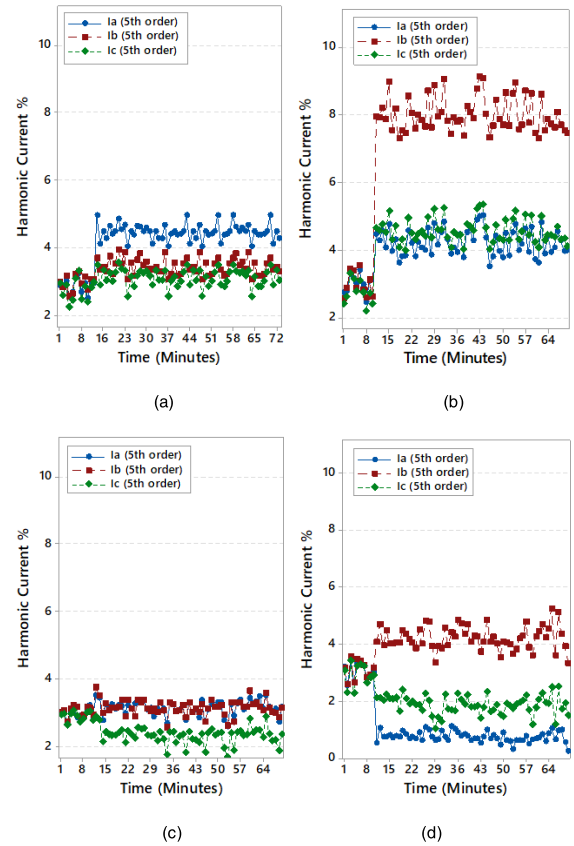 Ia (5th order)
Ib (5th order)
Ic (5th order)
Harmonic Current %
10
8
6
4
2
1 8 16 23 30 37 44 51 58 65 72
Time (Minutes)
(a)
Ia (5th order)
Ib (5th order)
Ic (5th order)
Harmonic Current %
10
8
6
4
2
1 8 15 22 29 36 43 50 57 64
Time (Minutes)
(b)
Ia (5th order)
Ib (5th order)
Ic (5th order)
Harmonic Current %
10
8
6
4
2
1 8 15 22 29 36 43 50 57 64
Time (Minutes)
(c)
Ia (5th order)
Ib (5th order)
Ic (5th order)
Harmonic Current %
10
8
6
4
2
0
1 8 15 22 29 36 43 50 57 64
Time (Minutes)
(d)